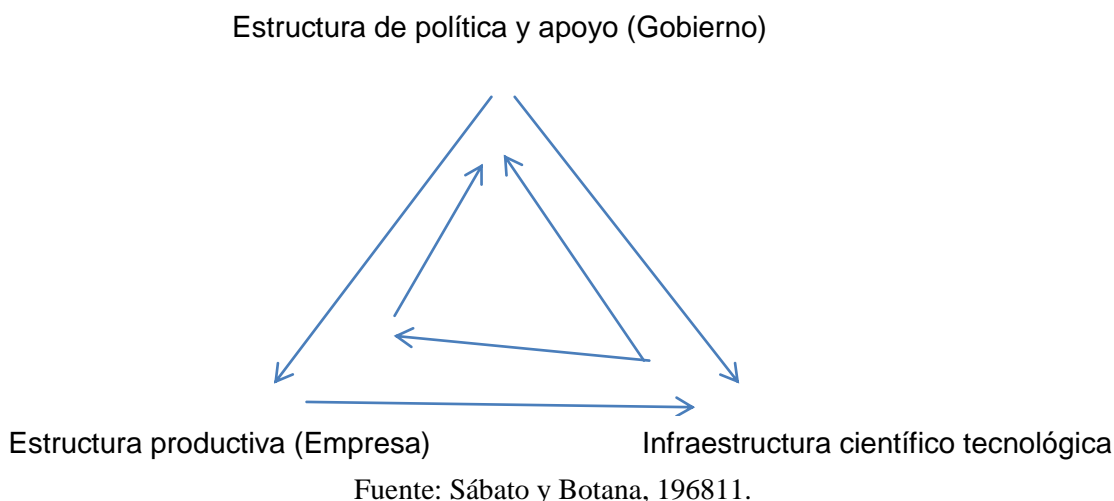 Estructura de política y apoyo (Gobierno)
Estructura productiva (Empresa) Infraestructura científico tecnológica
Fuente: Sábato y Botana, 196811.